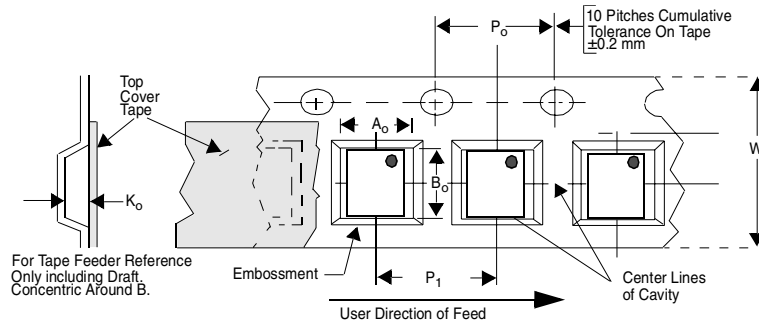 10 Pitches Cumulative
Tolerance On Tape
±0.2 mm
Po
Top
Cover
Tape
Ao
W
Bo
Ko
For Tape Feeder Reference
Only including Draft.
Concentric Around B.
Embossment
P1
Center Lines
of Cavity
User Direction of Feed